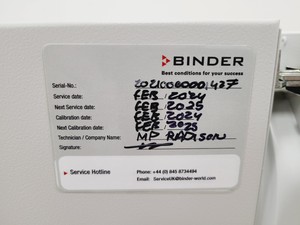 BINDER
Best conditions for your success
Serial-No.: 20210060001427
Service date: FEB 2024
Next Service date: FEB 2025
Calibration date: FEB 2024
Next Calibration date: FEB 2025
Technician / Company Name: MP RADISON
Signature:
Service Hotline
Phone: +44 (0) 845 8734494
Email: ServiceUK@binder-world.com